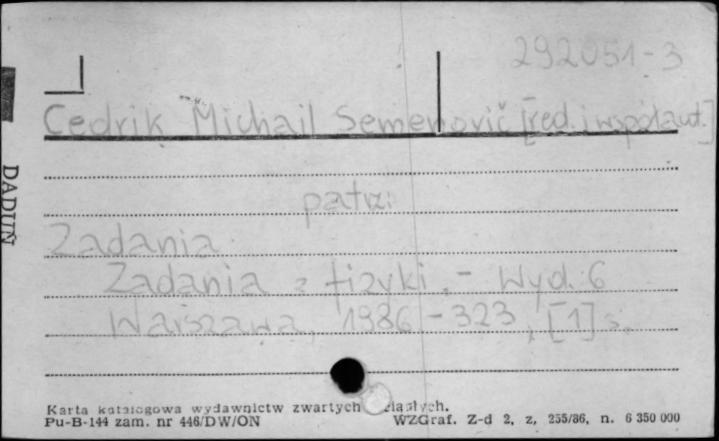 292051-3
Cedrik Michail Semenovič [red. i współaut.]
patrz:
Zadania
Zadania z fizyki. - Wyd. 6
Warszawa, 1986 - 323, [1] s.
DADUŃ
Karta katalogowa wydawnictw zwartych i ciągłych.
Pu-B-144 zam. nr 446/DW/ON WZGraf. Z-d 2, z. 255/86, n. 6 350 000